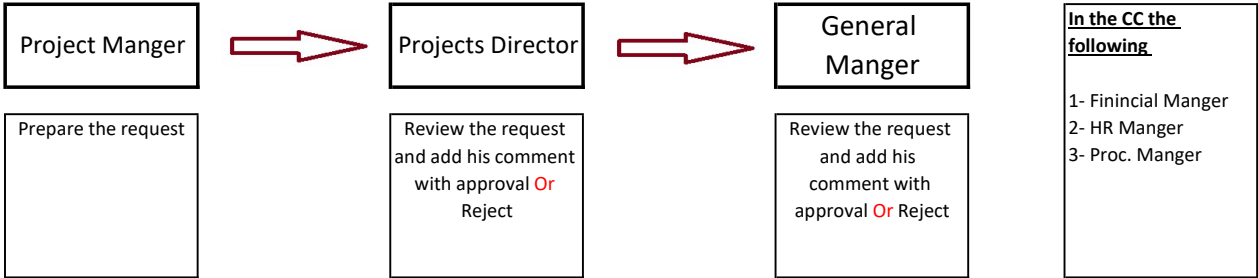 Project Manger
Projects Director
General
Manger
In the CC the
following
1- Finincial Manger
2- HR Manger
3- Proc. Manger
Prepare the request
Review the request
and add his comment
with approval Or
Reject
Review the request
and add his
comment with
approval Or Reject